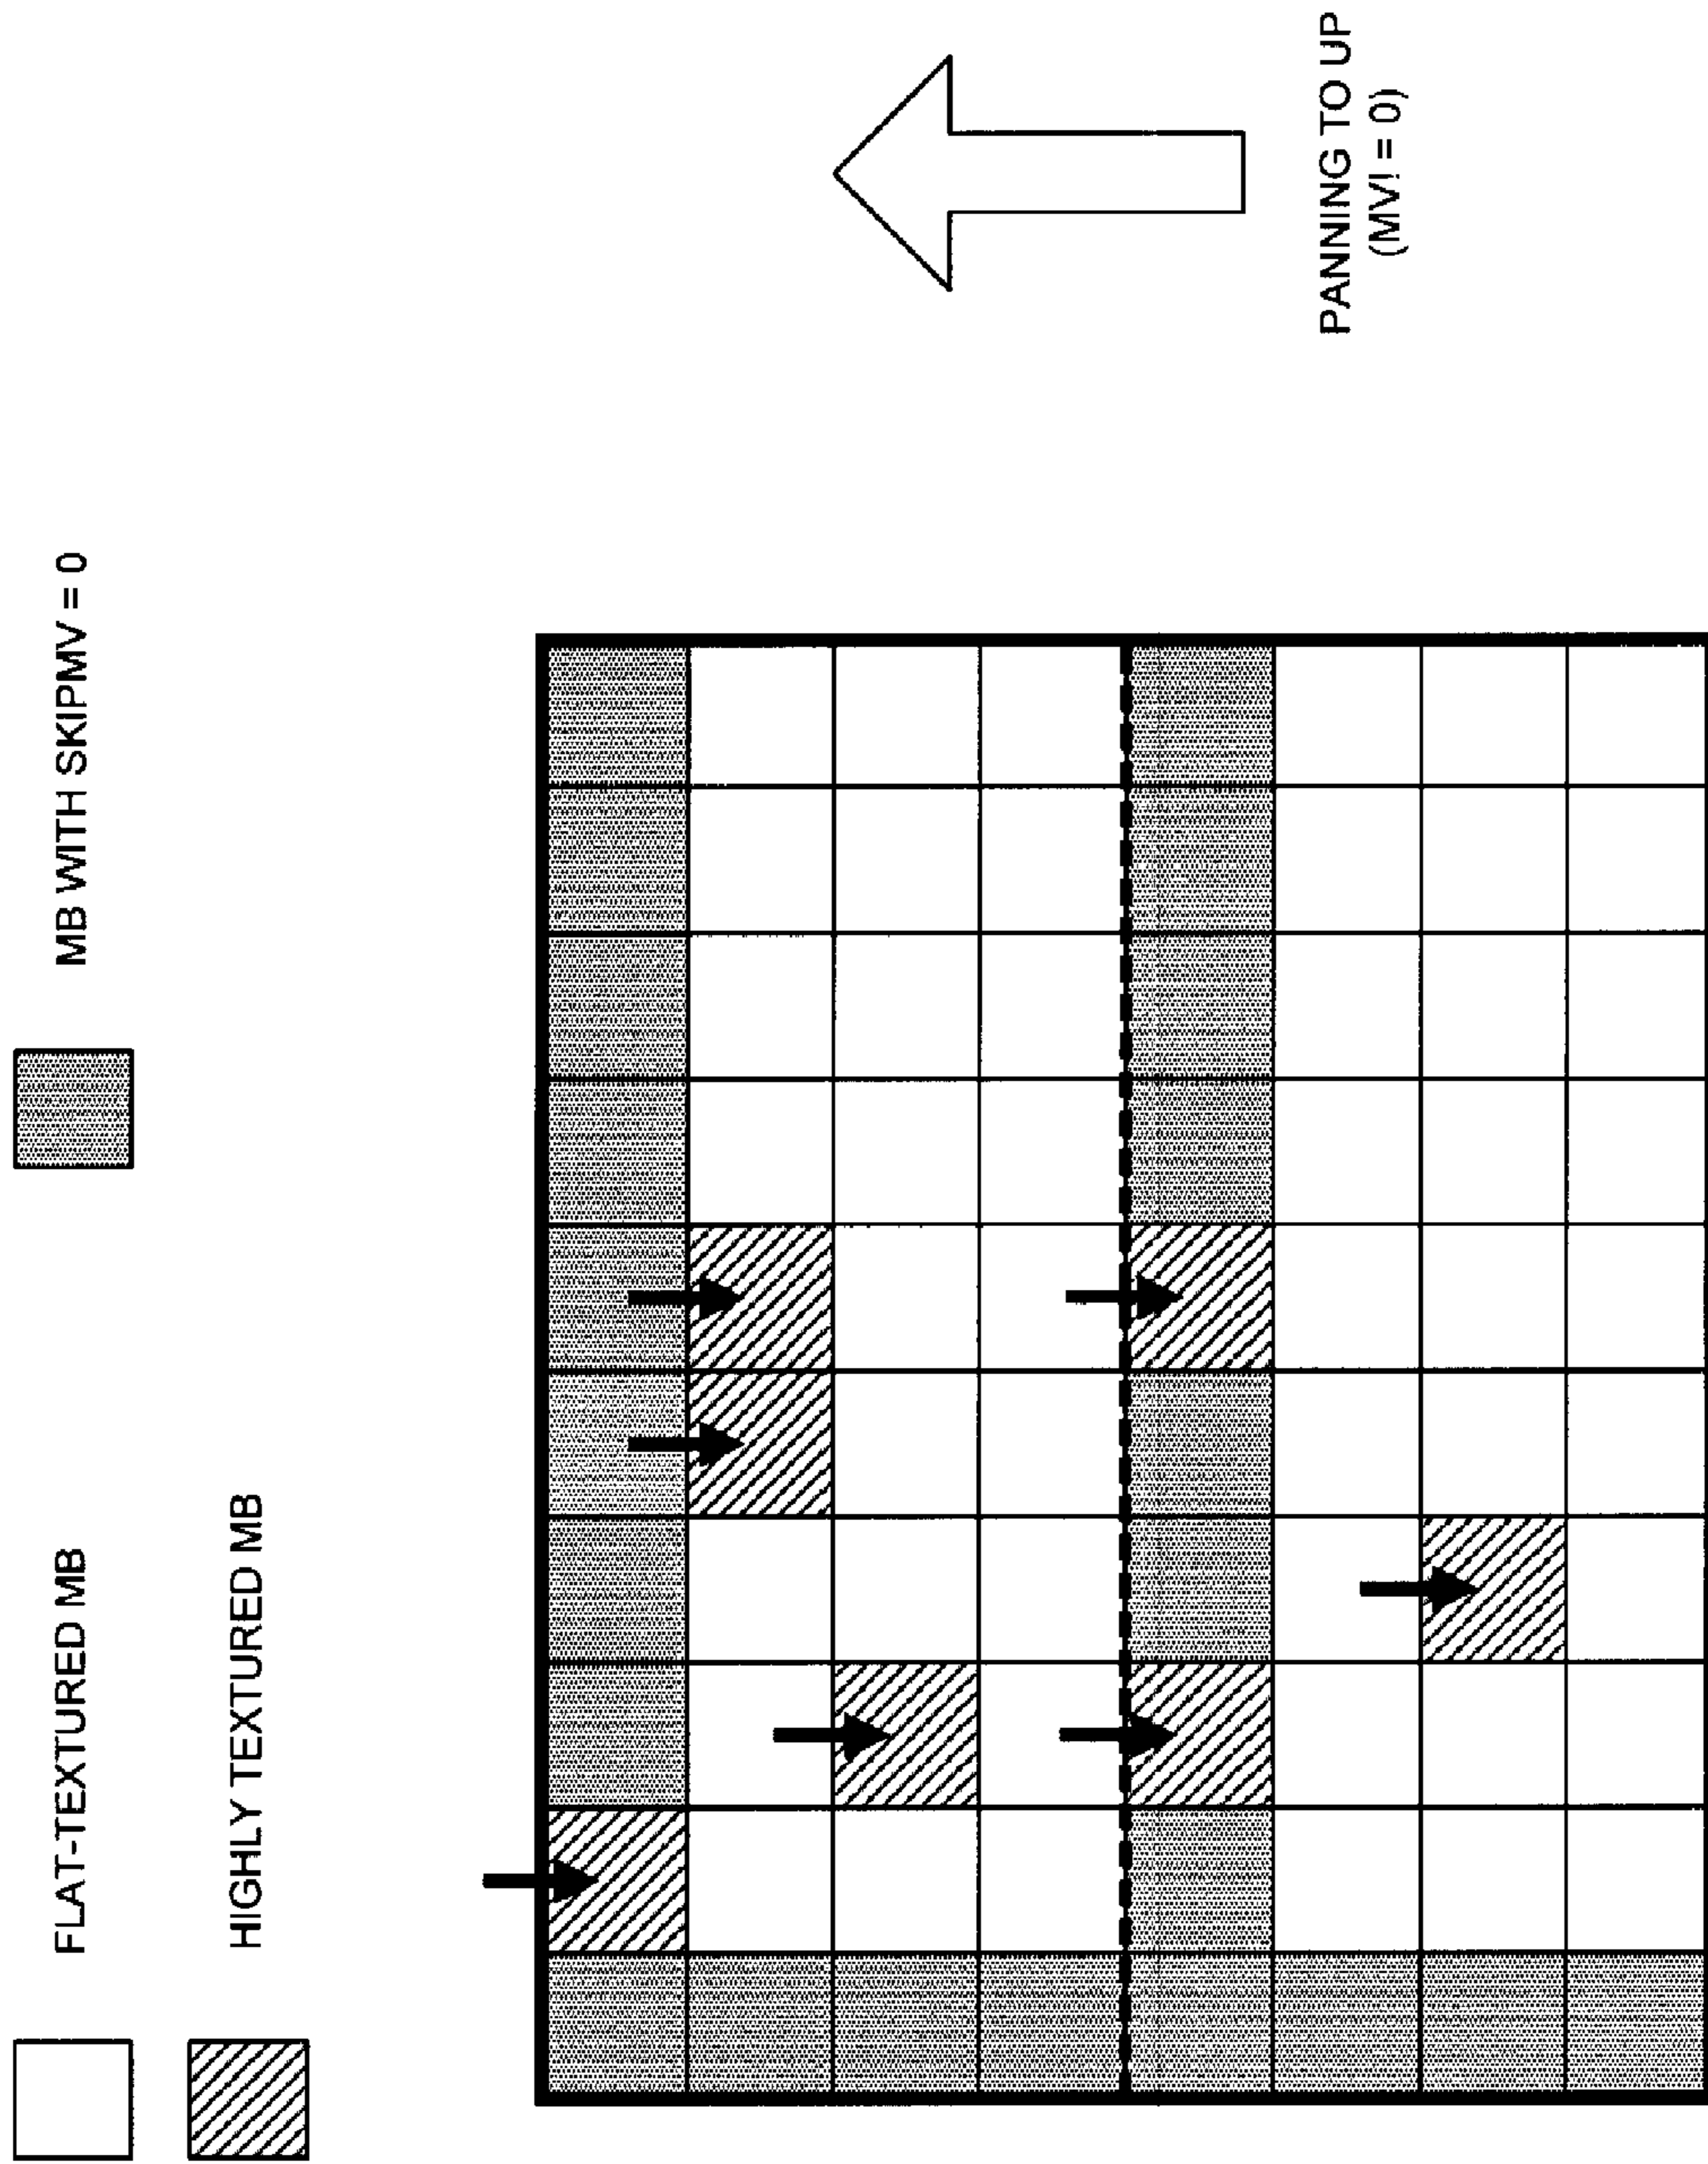 FLAT-TEXTURED MB
MB WITH SKIPMV = 0
HIGHLY TEXTURED MB
PANNING TO UP
(MV! = 0)